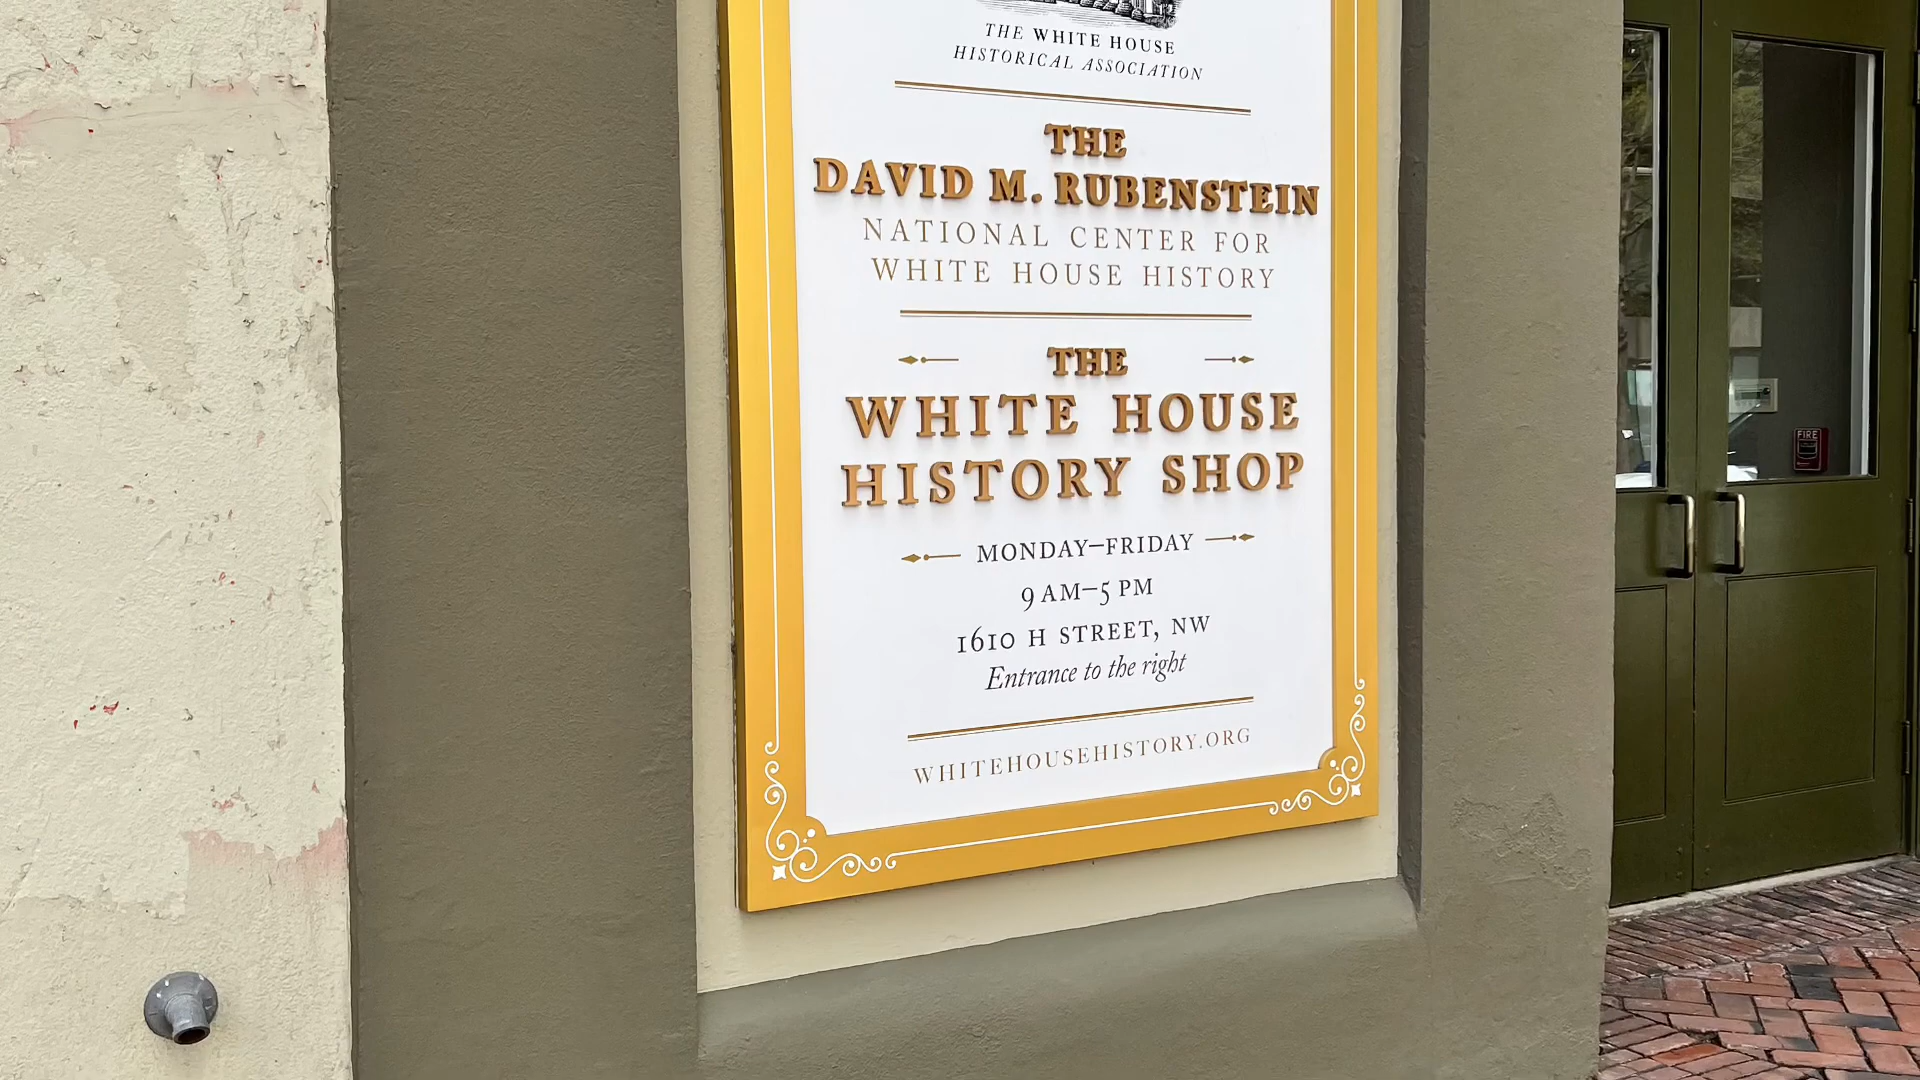 THE WHITE HOUSE
HISTORICAL ASSOCIATION
THE
DAVID M. RUBENSTEIN
NATIONAL CENTER FOR
WHITE HOUSE HISTORY
THE
WHITE HOUSE
HISTORY SHOP
MONDAY–FRIDAY
9 AM–5 PM
1610 H STREET, NW
Entrance to the right
WHITEHOUSEHISTORY.ORG
FIRE